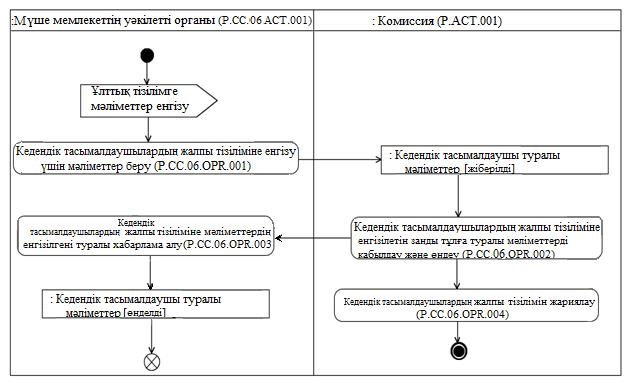 :Мүше мемлекеттің уәкілетті органы (P.CC.06.ACT.001)
: Комиссия (P.ACT.001)
Ұлттық тізілімге
мәліметтер енгізу
Кедендік тасымалдаушылардың жалпы тізіліміне енгізу
үшін мәліметтер беру (P.CC.06.OPR.001)
: Кедендік тасымалдаушы туралы
мәліметтер [жіберілді]
Кедендік тасымалдаушылардың жалпы тізіліміне
енгізілетін занды тұлға туралы мәліметтерді
қабылдау және өңдеу (P.CC.06.OPR.002)
Кедендік
тасымалдаушылардың жалпы тізіліміне мәліметтердің
енгізілгені туралы хабарлама алу (P.CC.06.OPR.003
: Кедендік тасымалдаушы туралы
мәліметтер [өңделді]
Кедендік тасымалдаушылардың жалпы тізілімін жариялау
(P.CC.06.OPR.004)